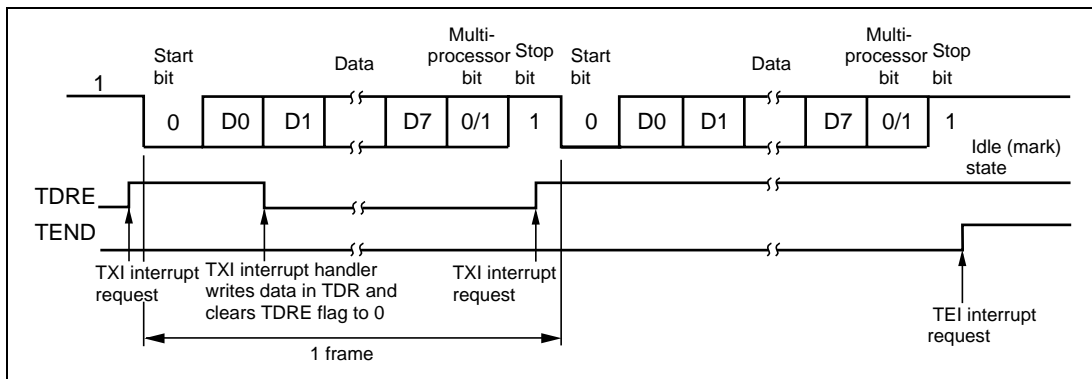 Start bit
Data
Multi-
processor
bit
Stop
bit
Start
bit
Data
Multi-
processor
bit
Stop
bit
1
0
D0
D1
D7
0/1
1
0
D0
D1
D7
0/1
1
Idle (mark)
state
TDRE
TEND
TXI interrupt
request
TXI interrupt handler
writes data in TDR and
clears TDRE flag to 0
TXI interrupt
request
TEI interrupt
request
1 frame